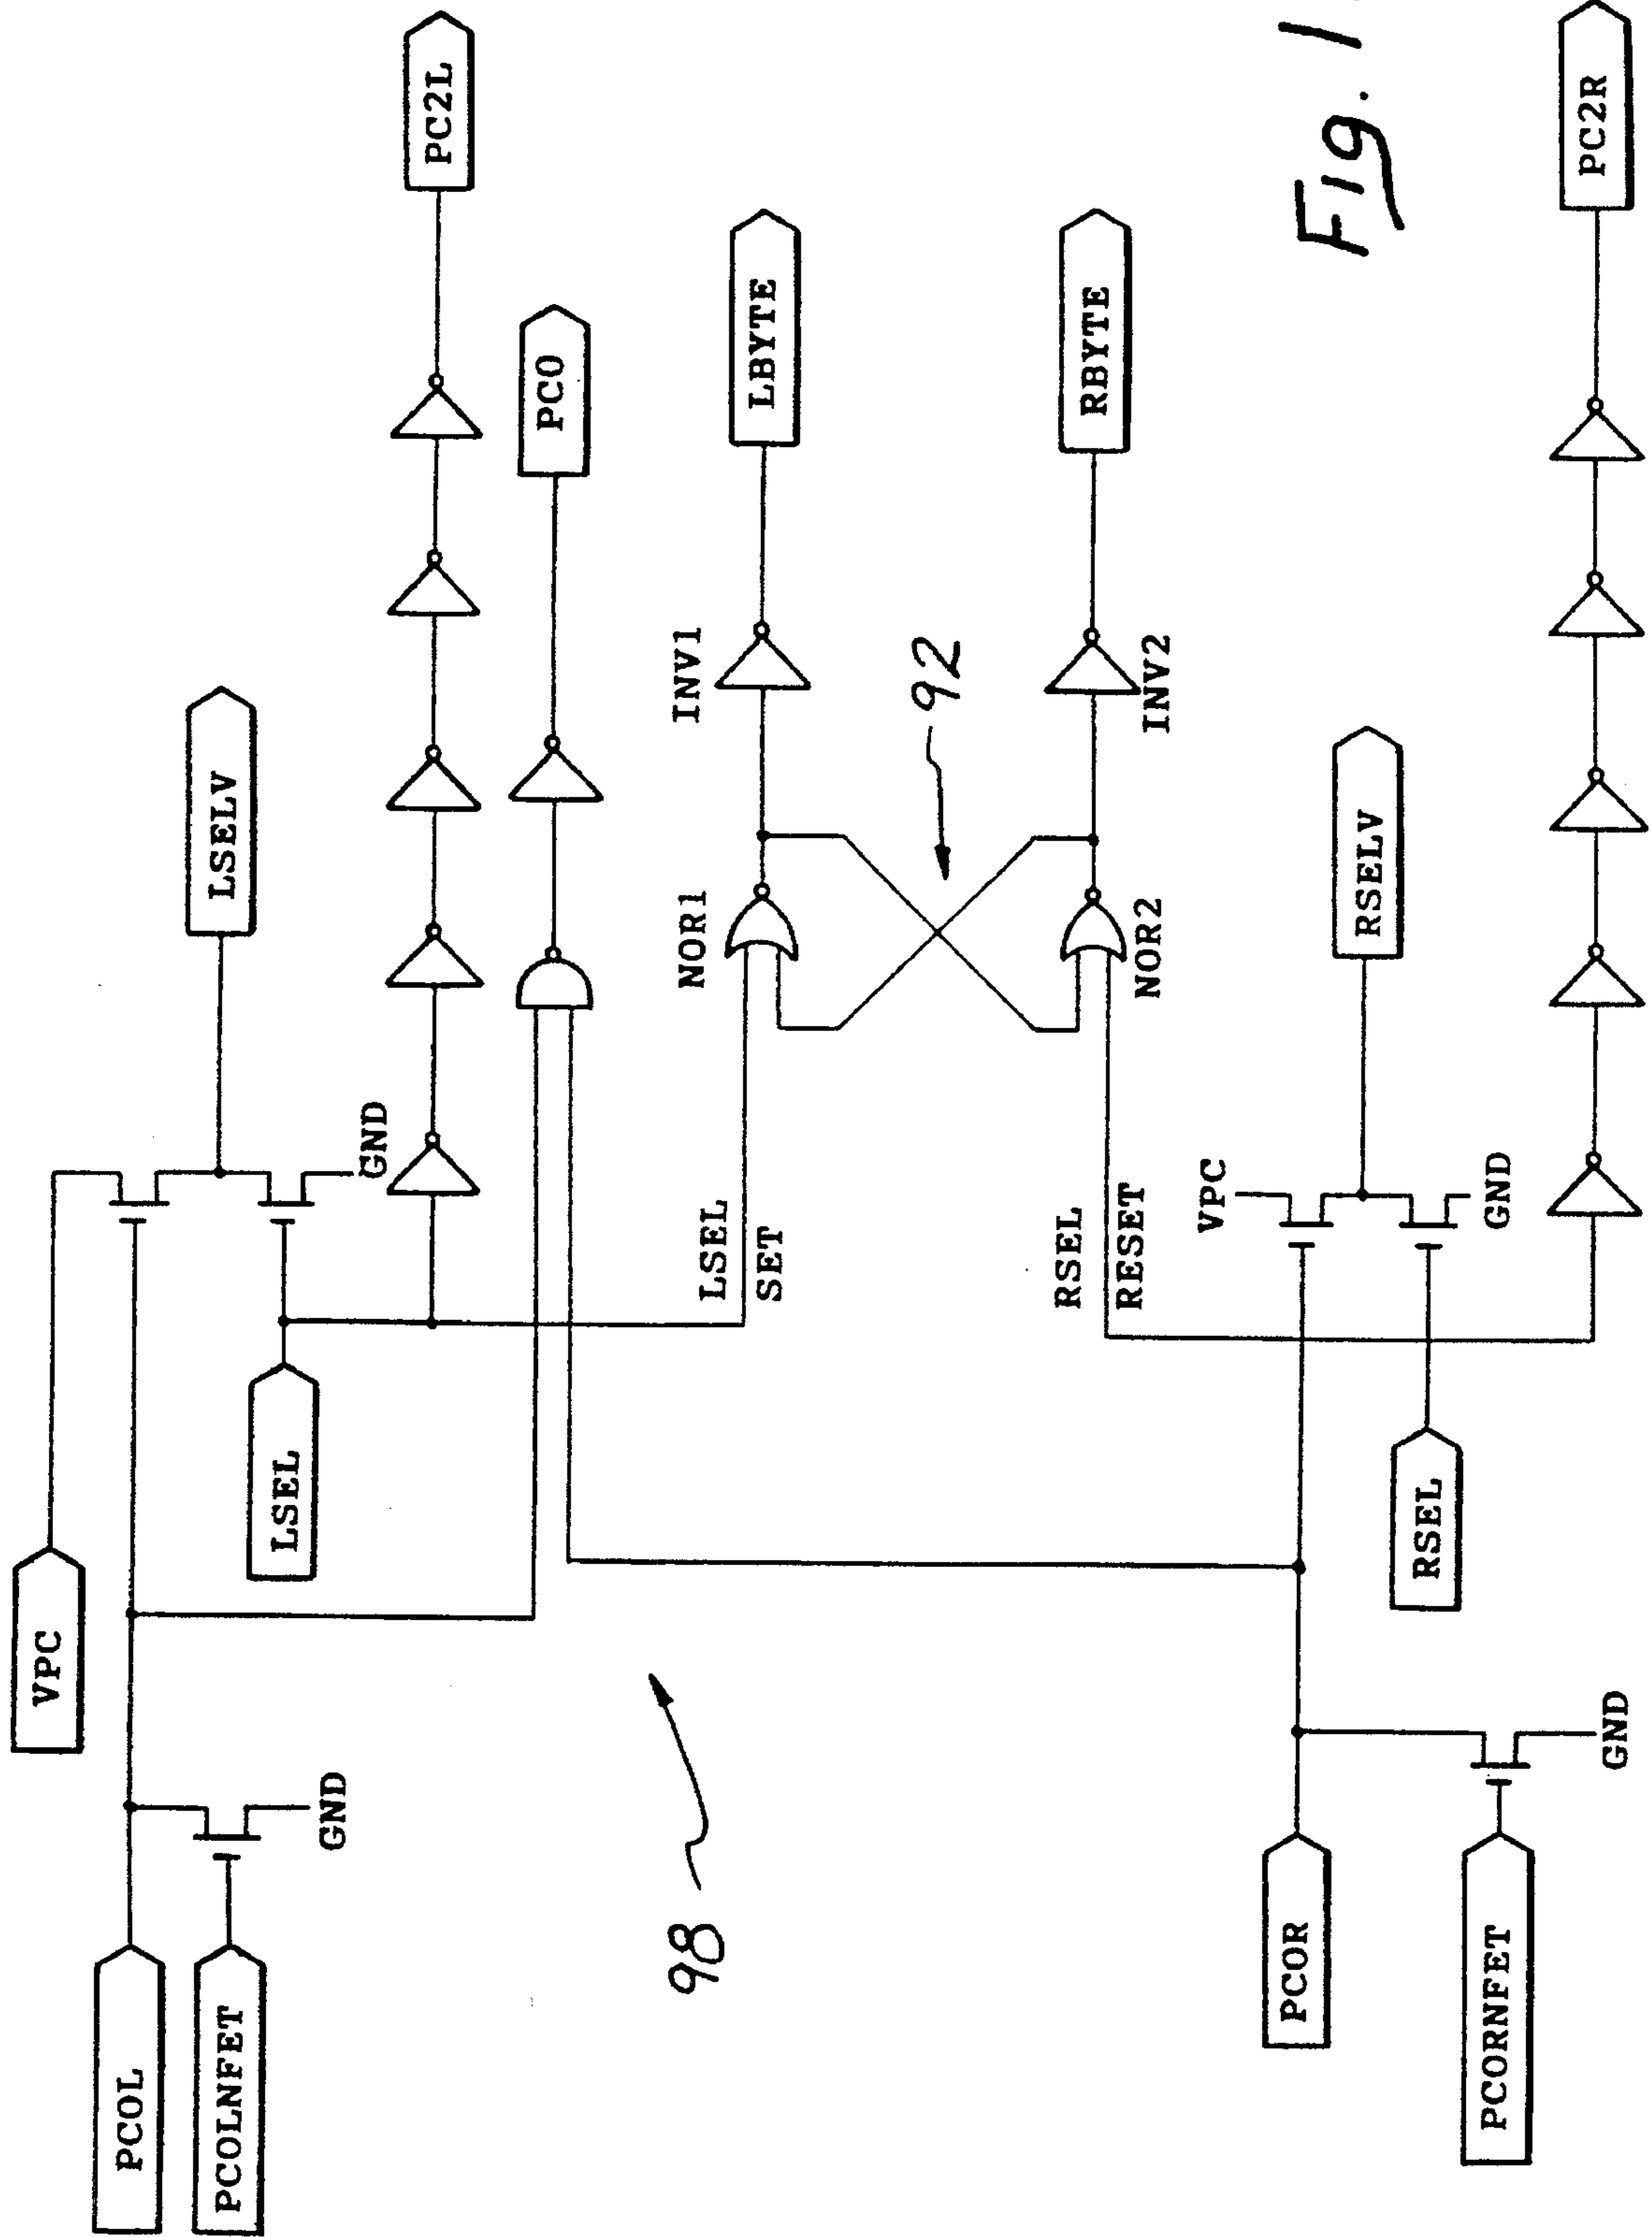 PC2L
PC0
LSELV
VPC
LSEL
GND
PCOL
PCOLNFET
GND
LSEL
SET
NOR1
INV1
LBYTE
92
RSEL
RESET
NOR2
INV2
RBYTE
98
VPC
RSELV
GND
PCOR
RSEL
PCORNFET
GND
PC2R
Fig. 1